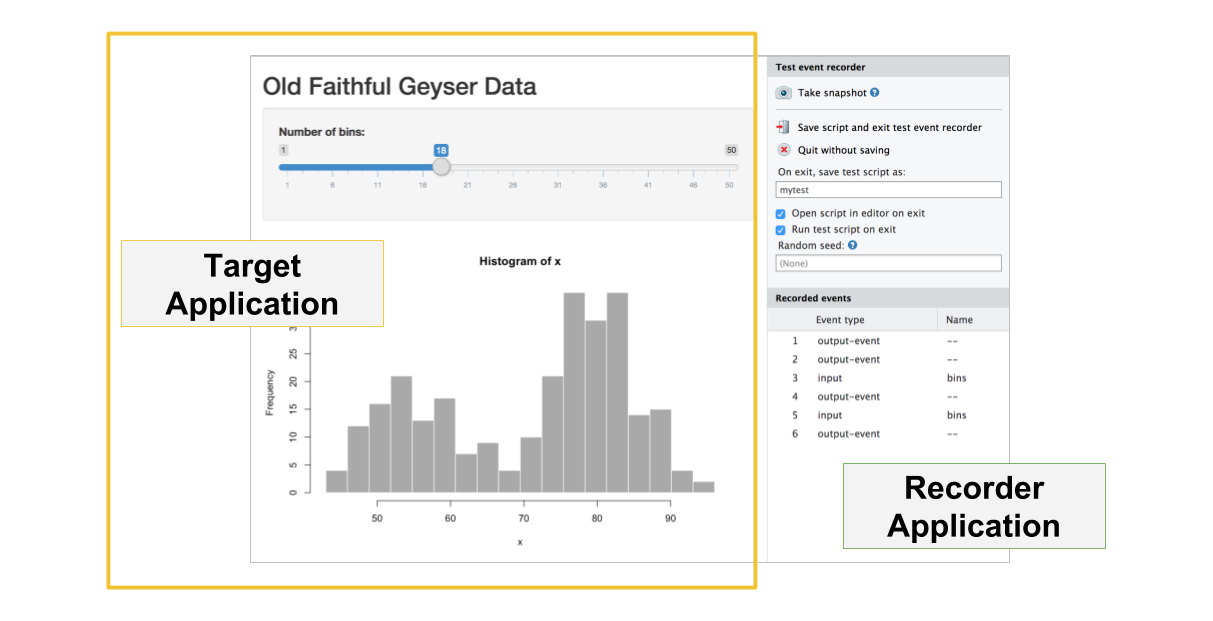 Old Faithful Geyser Data
Number of bins:
1 18 50
1 6 11 16 21 26 31 36 41 46 50
Target
Application
Histogram of x
Frequency
25
20
15
10
5
0
50 60 70 80 90
x
Test event recorder
Take snapshot ?
Save script and exit test event recorder
Quit without saving
On exit, save test script as:
mytest
Open script in editor on exit
Run test script on exit
Random seed: ?
(None)
Recorded events
Event type Name
1 output-event --
2 output-event --
3 input bins
4 output-event --
5 input bins
6 output-event --
Recorder
Application